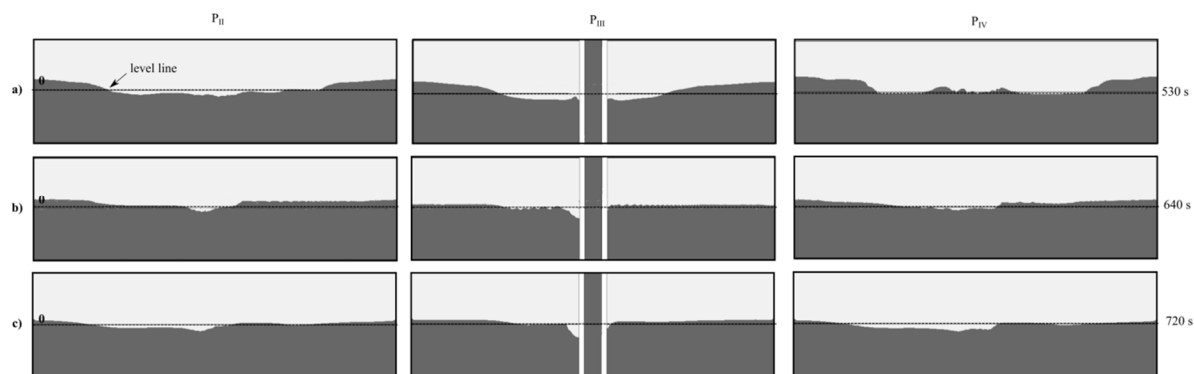 P_II P_III P_IV
level line
a) 0 530 s
b) 0 640 s
c) 0 720 s